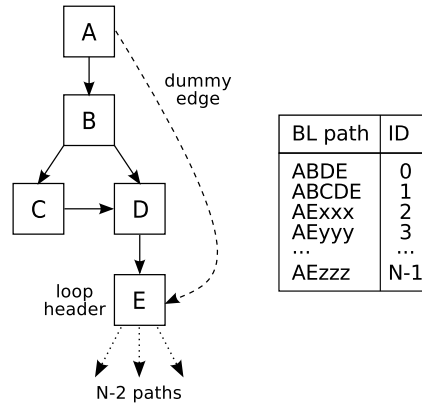 A
dummy
edge
B
C
D
loop
header
E
N-2 paths
BL path ID
ABDE 0
ABCDE 1
AExxx 2
AEyyy 3
... ...
AEzzz N-1